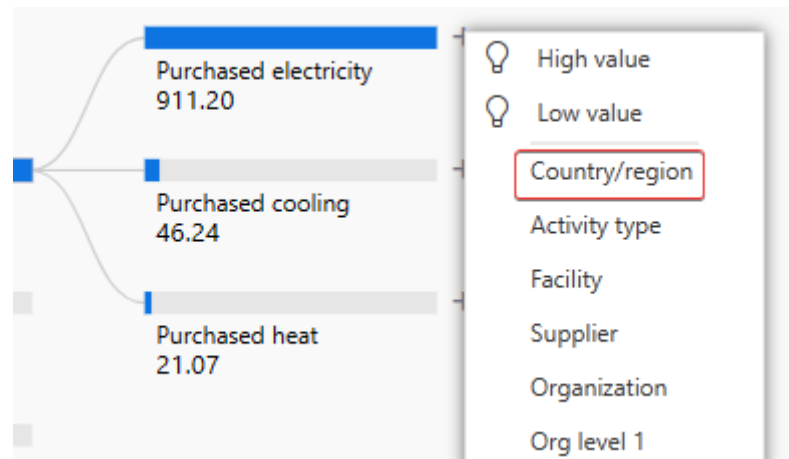 Purchased electricity
911.20
Purchased cooling
46.24
Purchased heat
21.07
High value
Low value
Country/region
Activity type
Facility
Supplier
Organization
Org level 1